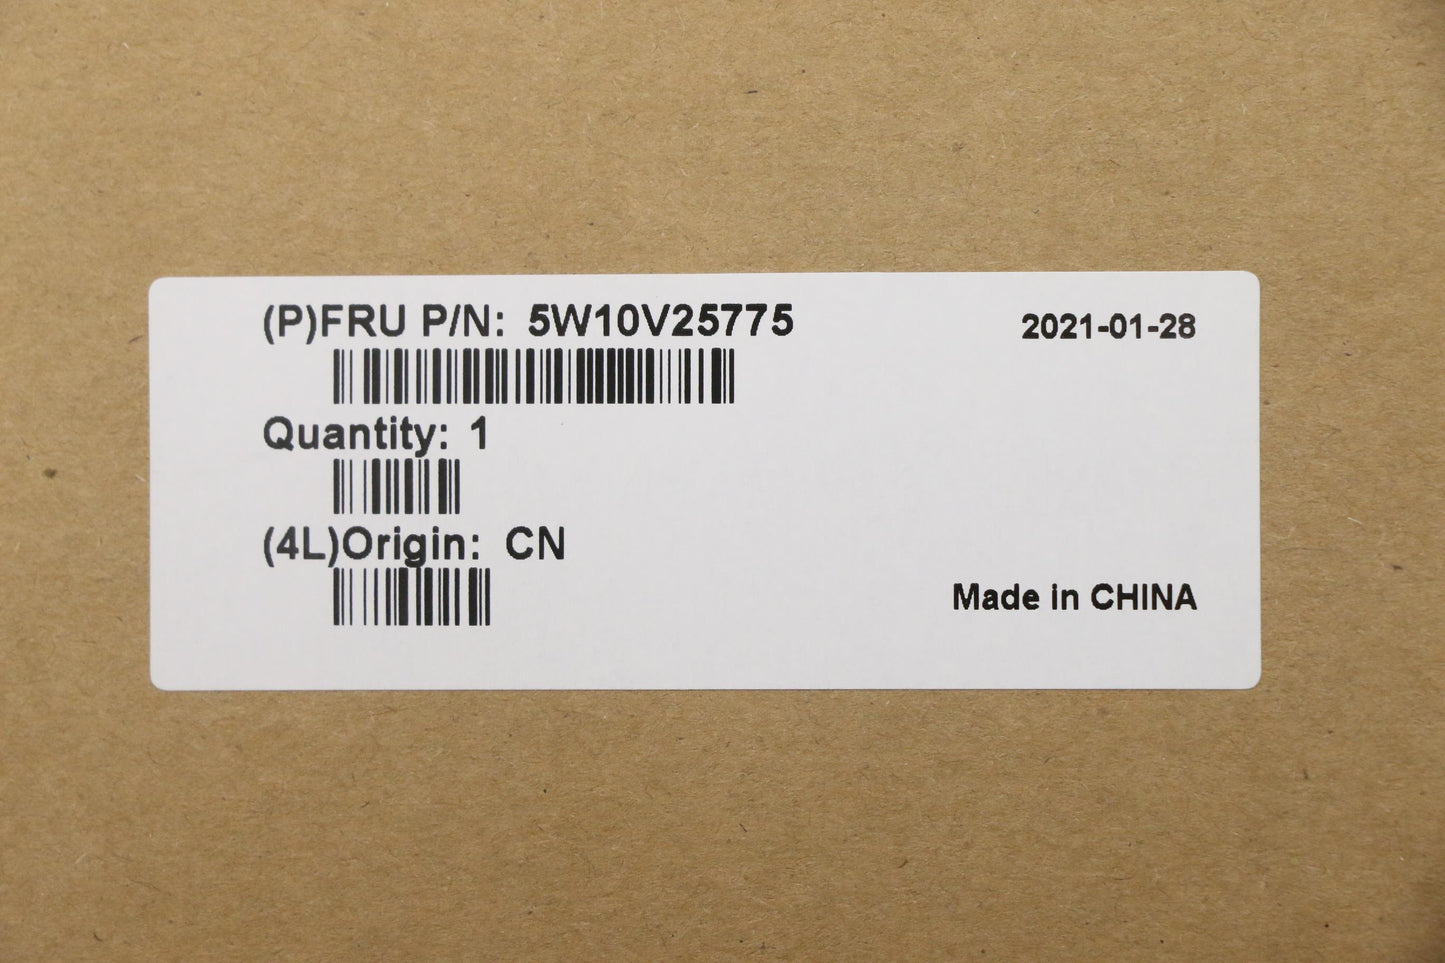 (P)FRU P/N: 5W10V25775
2021-01-28
Quantity: 1
(4L)Origin: CN
Made in CHINA